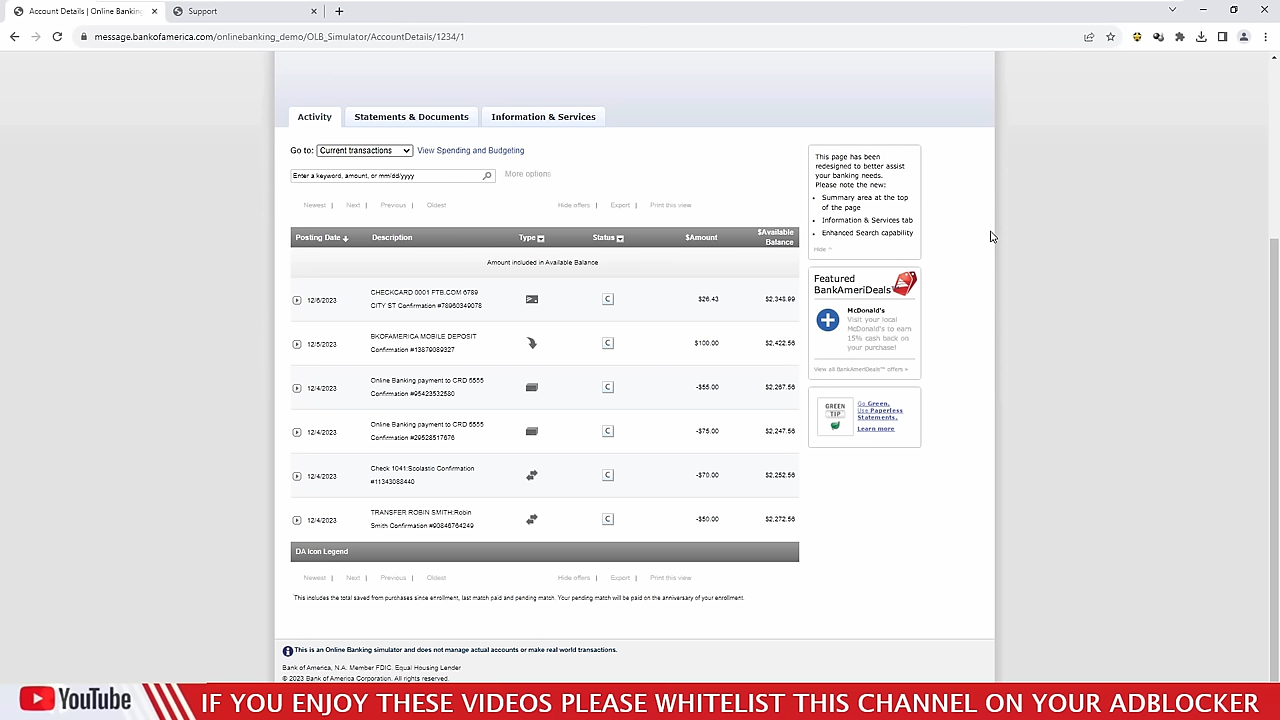 Account Details | Online Banking
Support
message.bankofamerica.com/onlinebanking_demo/OLB_Simulator/AccountDetails/1234/1
Activity
Statements & Documents
Information & Services
Go to: Current transactions View Spending and Budgeting
Enter a keyword, amount, or mm/dd/yyyy
More options
Newest | Next | Previous | Oldest
Hide offers | Export | Print this view
Posting Date Description Type Status $Amount $Available
Balance
Amount included in Available Balance
12/6/2023 CHECKCARD 0001 FTB.COM 6789
CITY ST Confirmation #78960349078 C $26.43 $2,343.99
12/5/2023 BKOFAMERICA MOBILE DEPOSIT
Confirmation #13879089327 C $100.00 $2,422.56
12/4/2023 Online Banking payment to CRD 5555
Confirmation #95423532580 C -$55.00 $2,267.56
12/4/2023 Online Banking payment to CRD 5555
Confirmation #29528517676 C -$75.00 $2,247.56
12/4/2023 Check 1041:Scolastic Confirmation
#11343088440 C -$70.00 $2,252.56
12/4/2023 TRANSFER ROBIN SMITH:Robin
Smith Confirmation #90846764249 C -$50.00 $2,272.56
DA Icon Legend
Newest | Next | Previous | Oldest
Hide offers | Export | Print this view
This includes the total saved from purchases since enrollment, last match paid and pending match. Your pending match will be paid on the anniversary of your enrollment.
This page has been
redesigned to better assist
your banking needs.
Please note the new:
• Summary area at the top
of the page
• Information & Services tab
• Enhanced Search capability
Hide ^
Featured
BankAmeriDeals
McDonald's
Visit your local
McDonald's to earn
15% cash back on
your purchase!
View all BankAmeriDeals™ offers »
GREEN
TIP
Go Green.
Use Paperless
Statements.
Learn more
This is an Online Banking simulator and does not manage actual accounts or make real world transactions.
Bank of America, N.A. Member FDIC. Equal Housing Lender
© 2023 Bank of America Corporation. All rights reserved.
YouTube
IF YOU ENJOY THESE VIDEOS PLEASE WHITELIST THIS CHANNEL ON YOUR ADBLOCKER